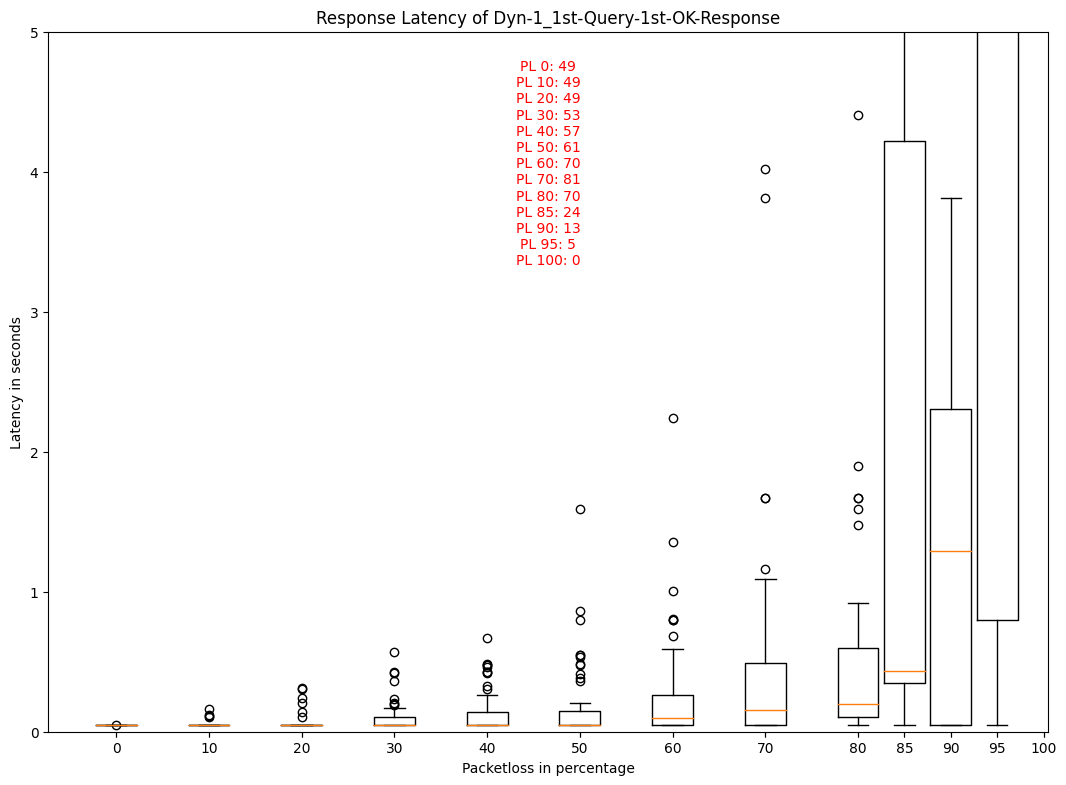 Response Latency of Dyn-1_1st-Query-1st-OK-Response
5
4
3
2
1
0
Latency in seconds
PL 0: 49
PL 10: 49
PL 20: 49
PL 30: 53
PL 40: 57
PL 50: 61
PL 60: 70
PL 70: 81
PL 80: 70
PL 85: 24
PL 90: 13
PL 95: 5
PL 100: 0
0 10 20 30 40 50 60 70 80 85 90 95 100
Packetloss in percentage